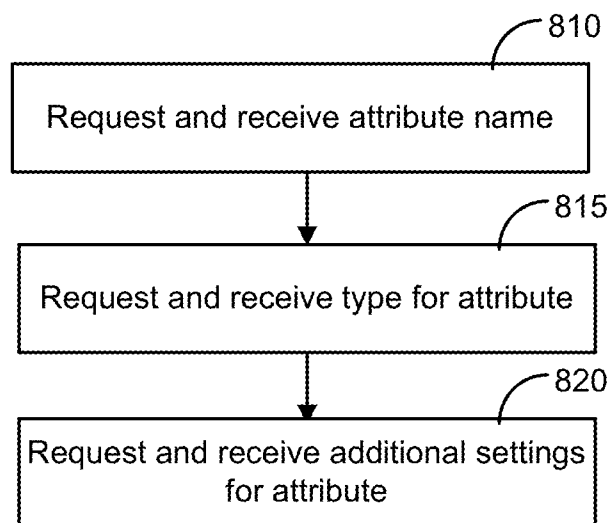 810
Request and receive attribute name
815
Request and receive type for attribute
820
Request and receive additional settings
for attribute